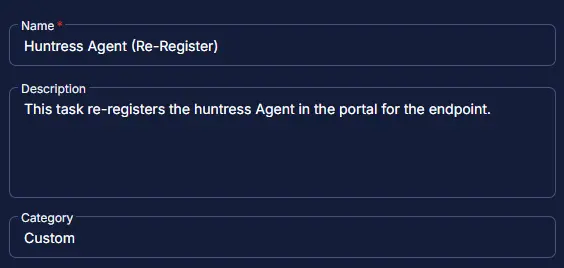 Name *
Huntress Agent (Re-Register)
Description
This task re-registers the huntress Agent in the portal for the endpoint.
Category
Custom